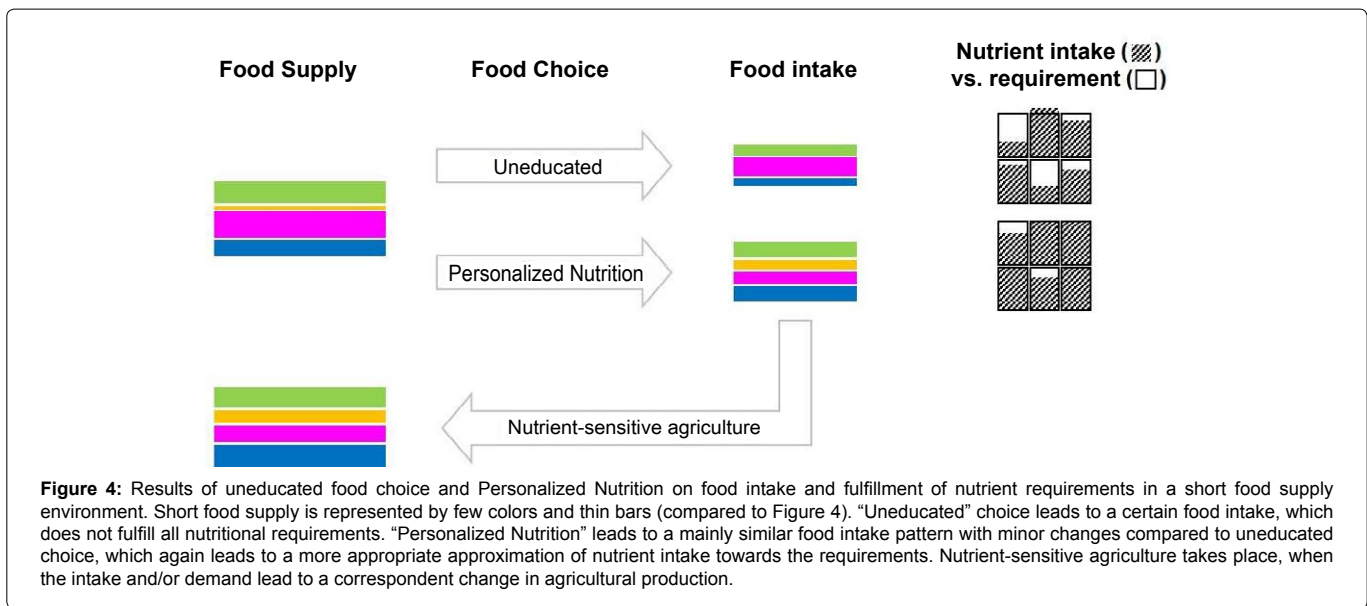 Food Supply
Food Choice
Food intake
Nutrient intake ( )
vs. requirement ( )
Uneducated
Personalized Nutrition
Nutrient-sensitive agriculture
Figure 4: Results of uneducated food choice and Personalized Nutrition on food intake and fulfillment of nutrient requirements in a short food supply
environment. Short food supply is represented by few colors and thin bars (compared to Figure 4). “Uneducated” choice leads to a certain food intake, which
does not fulfill all nutritional requirements. “Personalized Nutrition” leads to a mainly similar food intake pattern with minor changes compared to uneducated
choice, which again leads to a more appropriate approximation of nutrient intake towards the requirements. Nutrient-sensitive agriculture takes place, when
the intake and/or demand lead to a correspondent change in agricultural production.